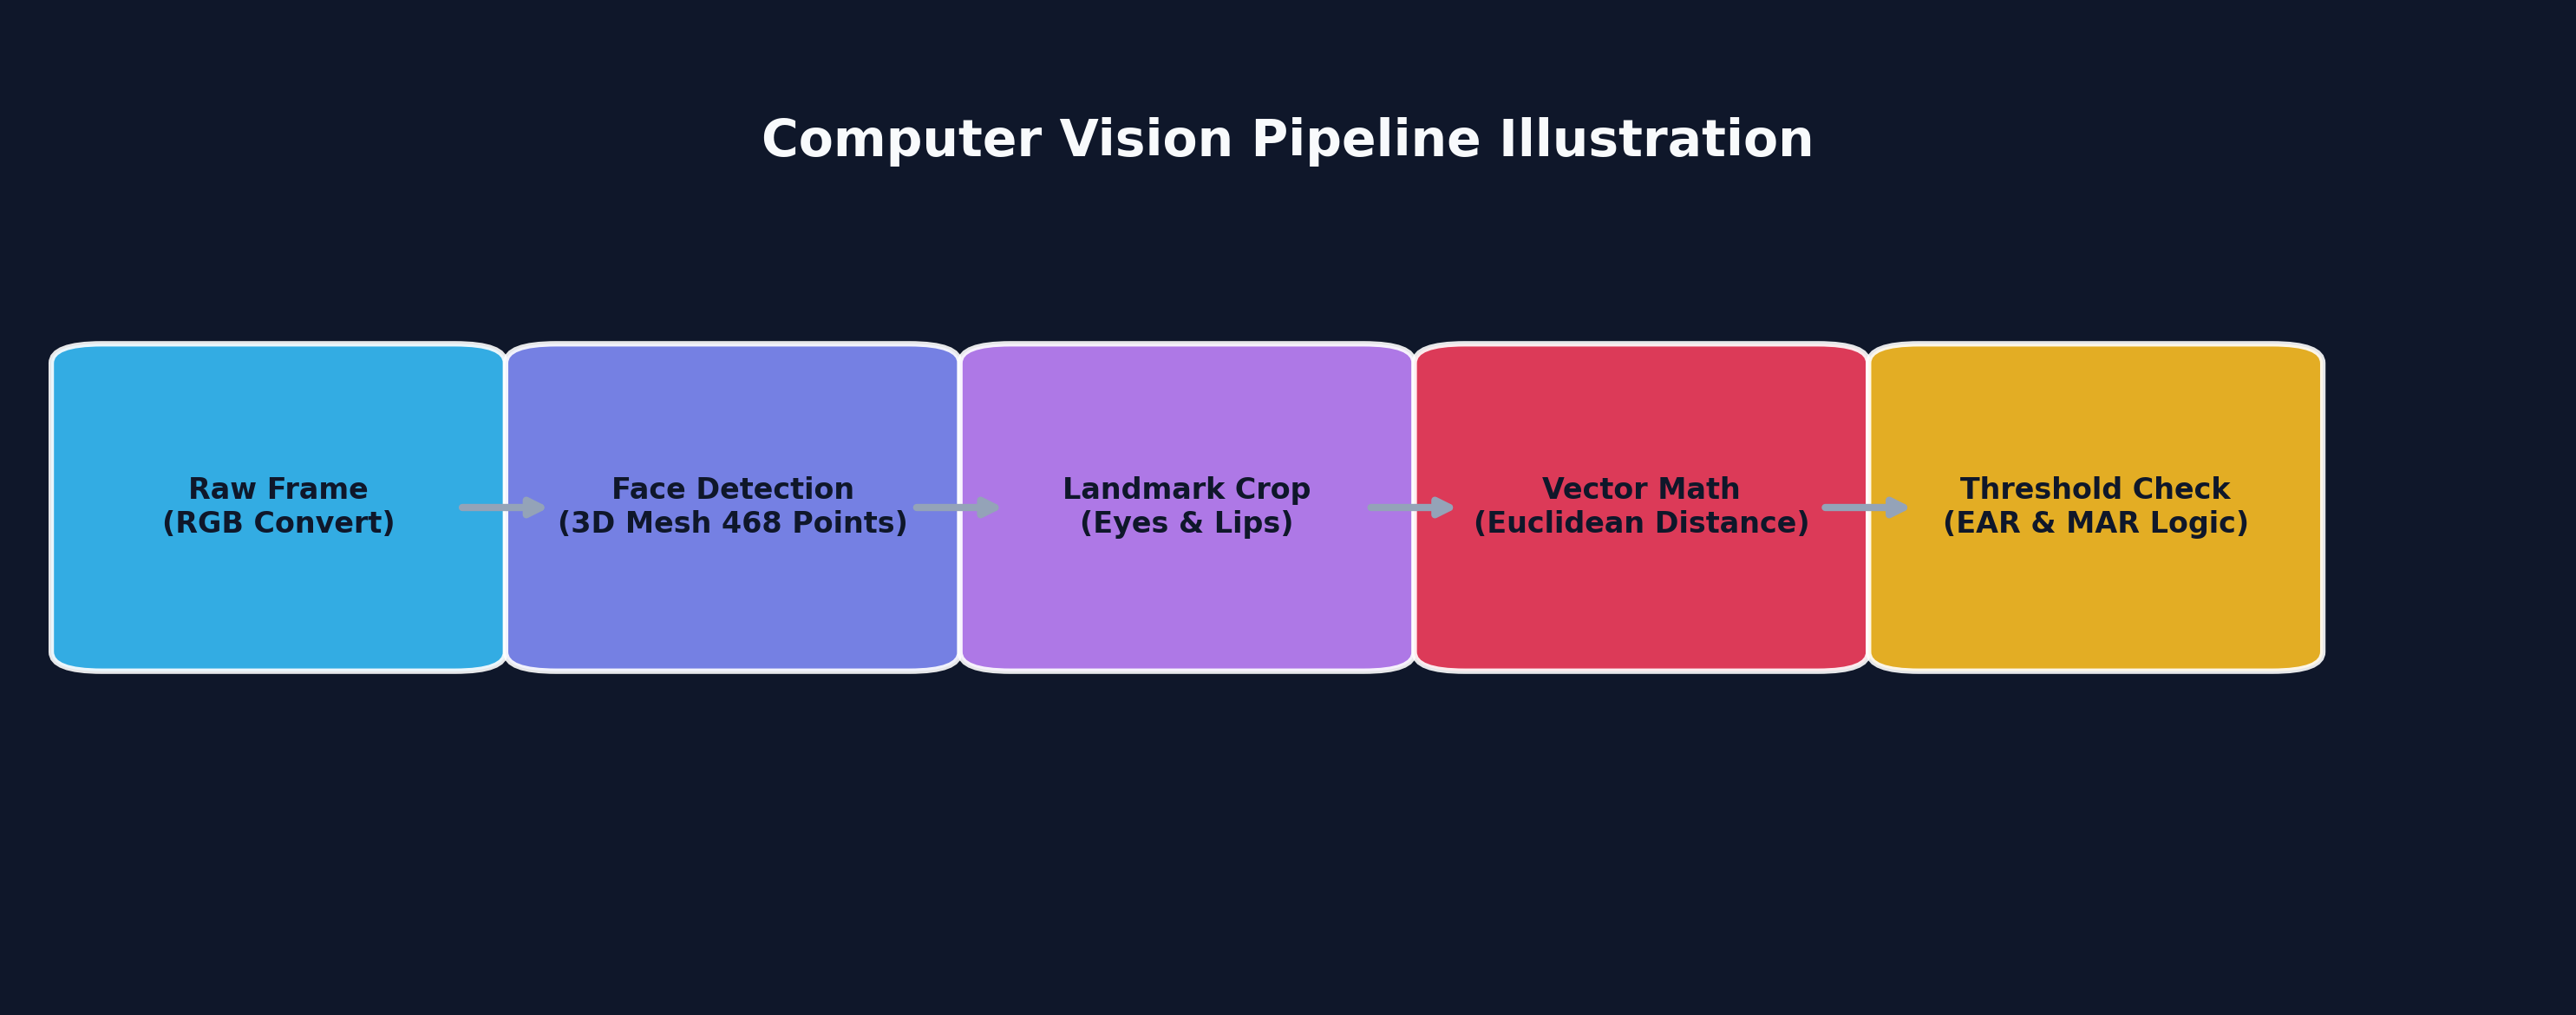 Computer Vision Pipeline Illustration
Raw Frame
(RGB Convert)
Face Detection
(3D Mesh 468 Points)
Landmark Crop
(Eyes & Lips)
Vector Math
(Euclidean Distance)
Threshold Check
(EAR & MAR Logic)